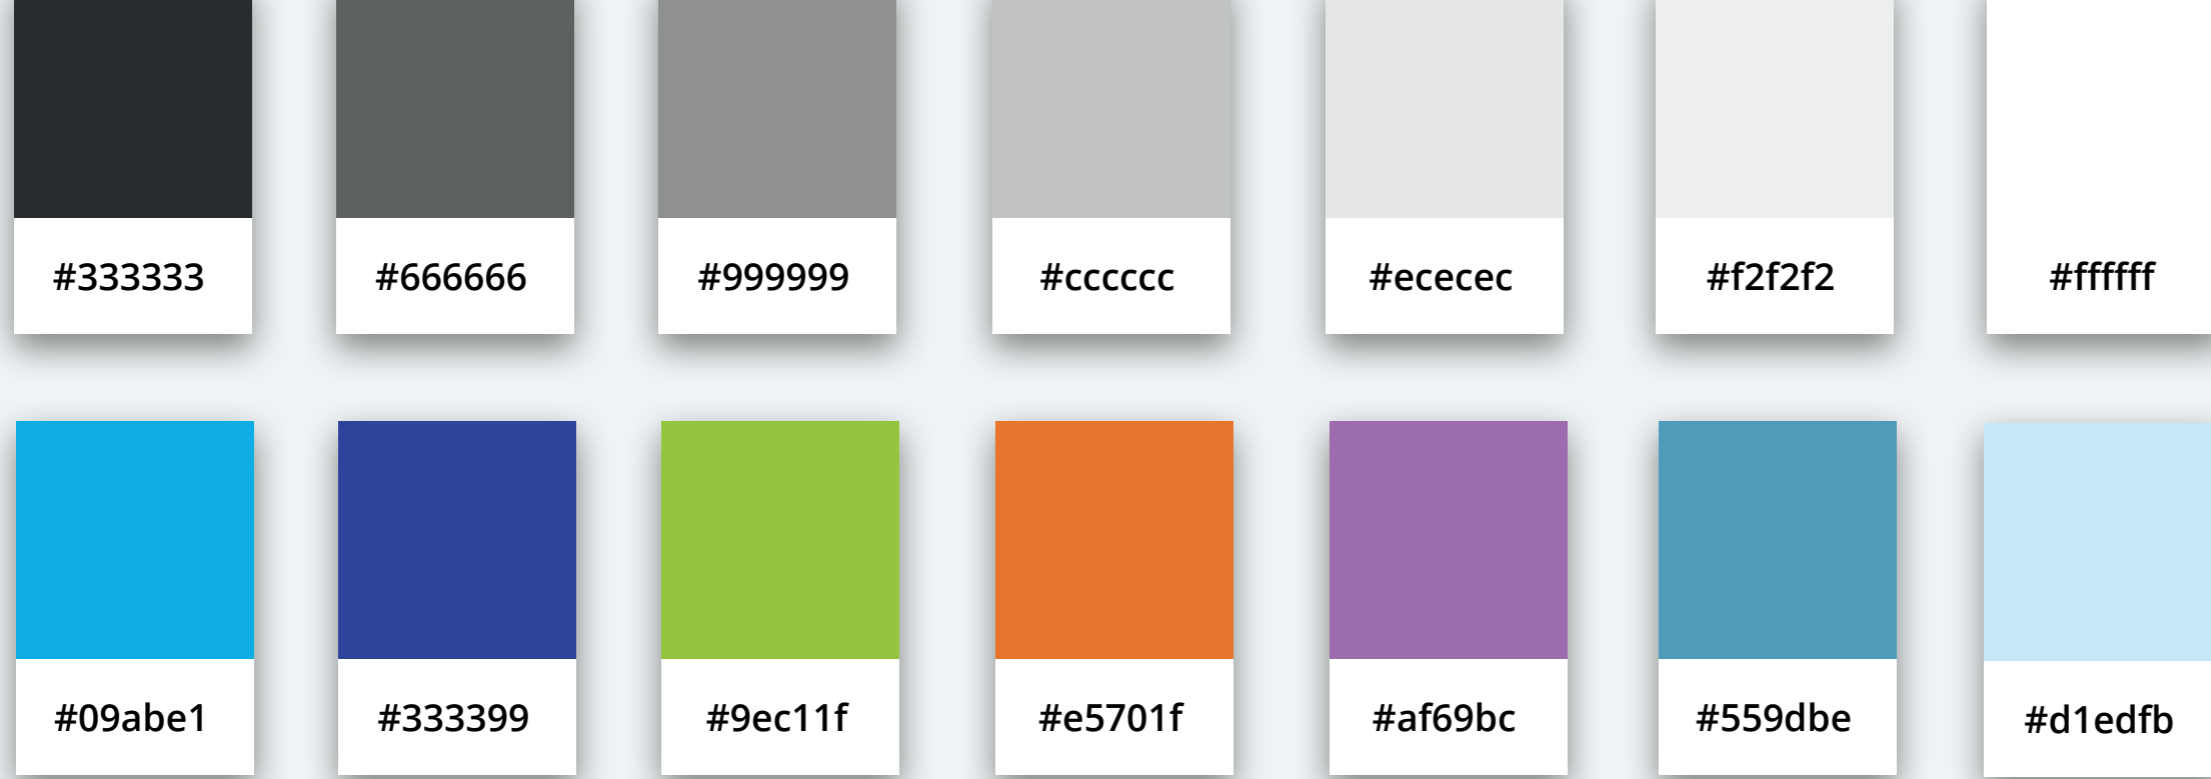 #333333
#666666
#999999
#cccccc
#ececec
#f2f2f2
#ffffff
#09abe1
#333399
#9ec11f
#e5701f
#af69bc
#559dbe
#d1edfb